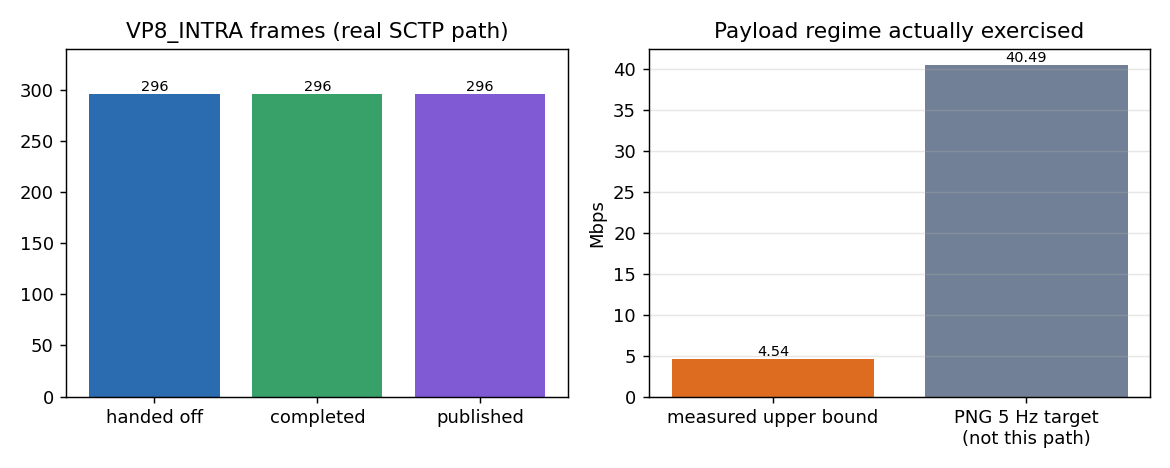 VP8_INTRA frames (real SCTP path)
300
250
200
150
100
50
0
296
296
296
handed off
completed
published
Payload regime actually exercised
Mbps
40
35
30
25
20
15
10
5
0
4.54
40.49
measured upper bound
PNG 5 Hz target
(not this path)